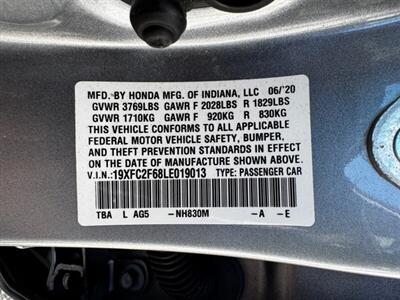 MFD. BY HONDA MFG. OF INDIANA, LLC 06/'20
GVWR 3769LBS GAWR F 2028LBS R 1829LBS
GVWR 1710KG GAWR F 920KG R 830KG
THIS VEHICLE CONFORMS TO ALL APPLICABLE
FEDERAL MOTOR VEHICLE SAFETY, BUMPER,
AND THEFT PREVENTION STANDARDS IN EFFECT
ON THE DATE OF MANUFACTURE SHOWN ABOVE.
V.I.N.:19XFC2F68LE019013 TYPE: PASSENGER CAR
TBA L AG5 -NH830M -A -E